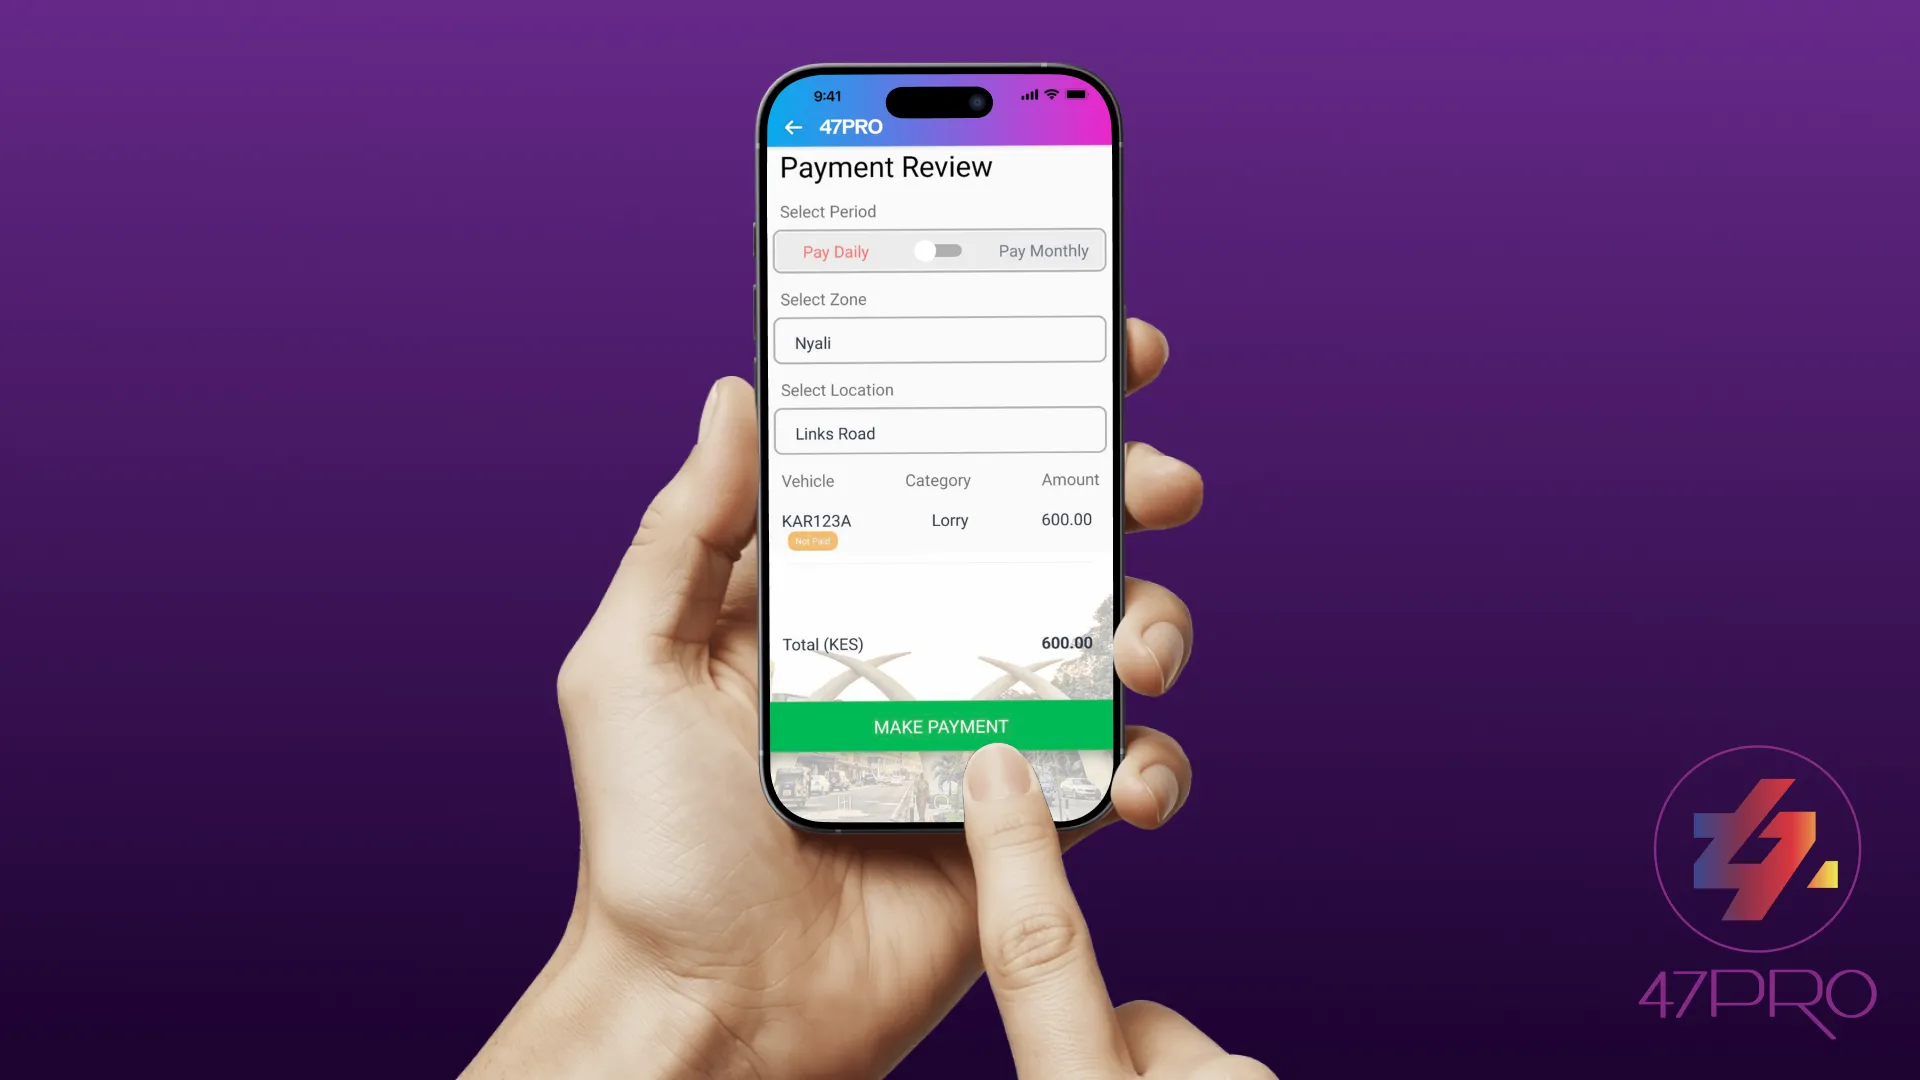 9:41
47PRO
Payment Review
Select Period
Pay Daily Pay Monthly
Select Zone
Nyali
Select Location
Links Road
Vehicle Category Amount
KAR123A Lorry 600.00
Not Paid
Total (KES) 600.00
MAKE PAYMENT
47PRO